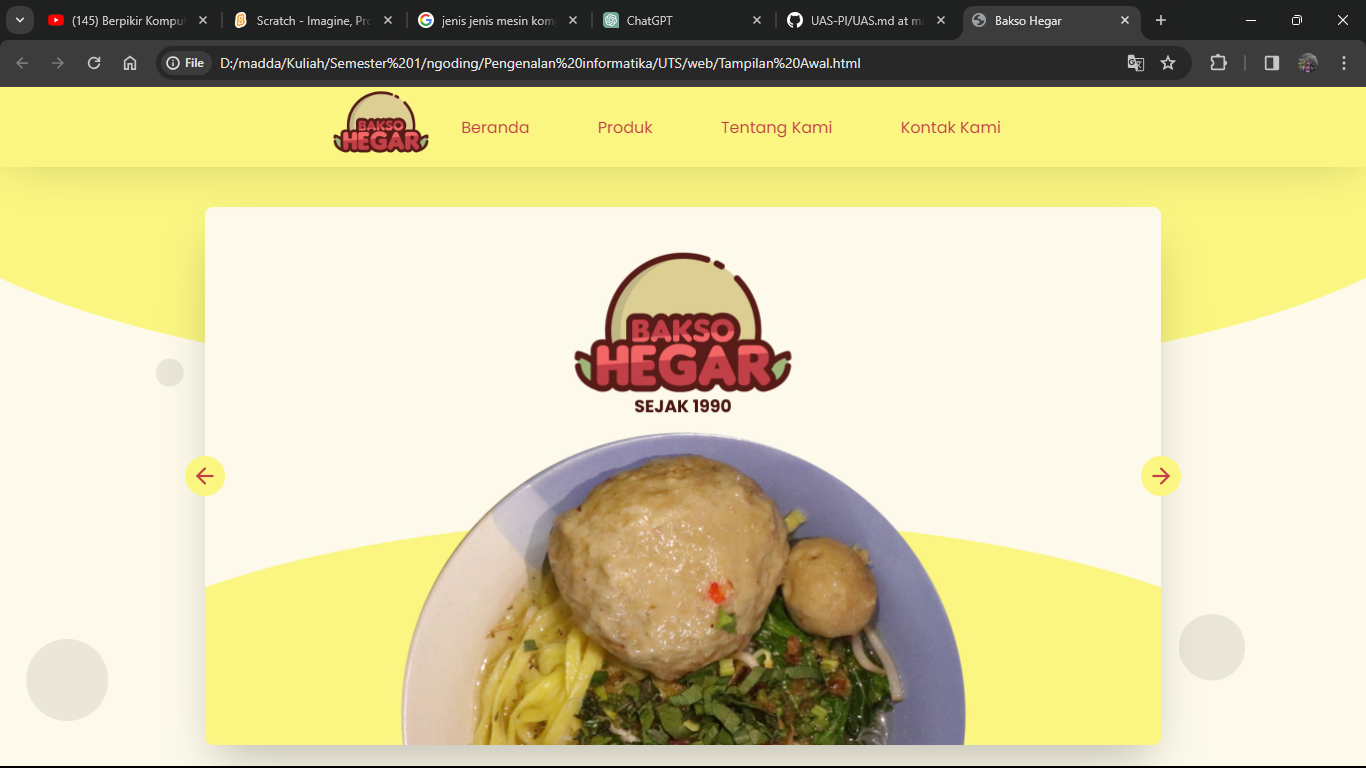 (145) Berpikir Komput
Scratch - Imagine, Pro
jenis jenis mesin kom
ChatGPT
UAS-PI/UAS.md at m
Bakso Hegar
File
D:/madda/Kuliah/Semester%201/ngoding/Pengenalan%20informatika/UTS/web/Tampilan%20Awal.html
BAKSO
HEGAR
Beranda
Produk
Tentang Kami
Kontak Kami
BAKSO
HEGAR
SEJAK 1990